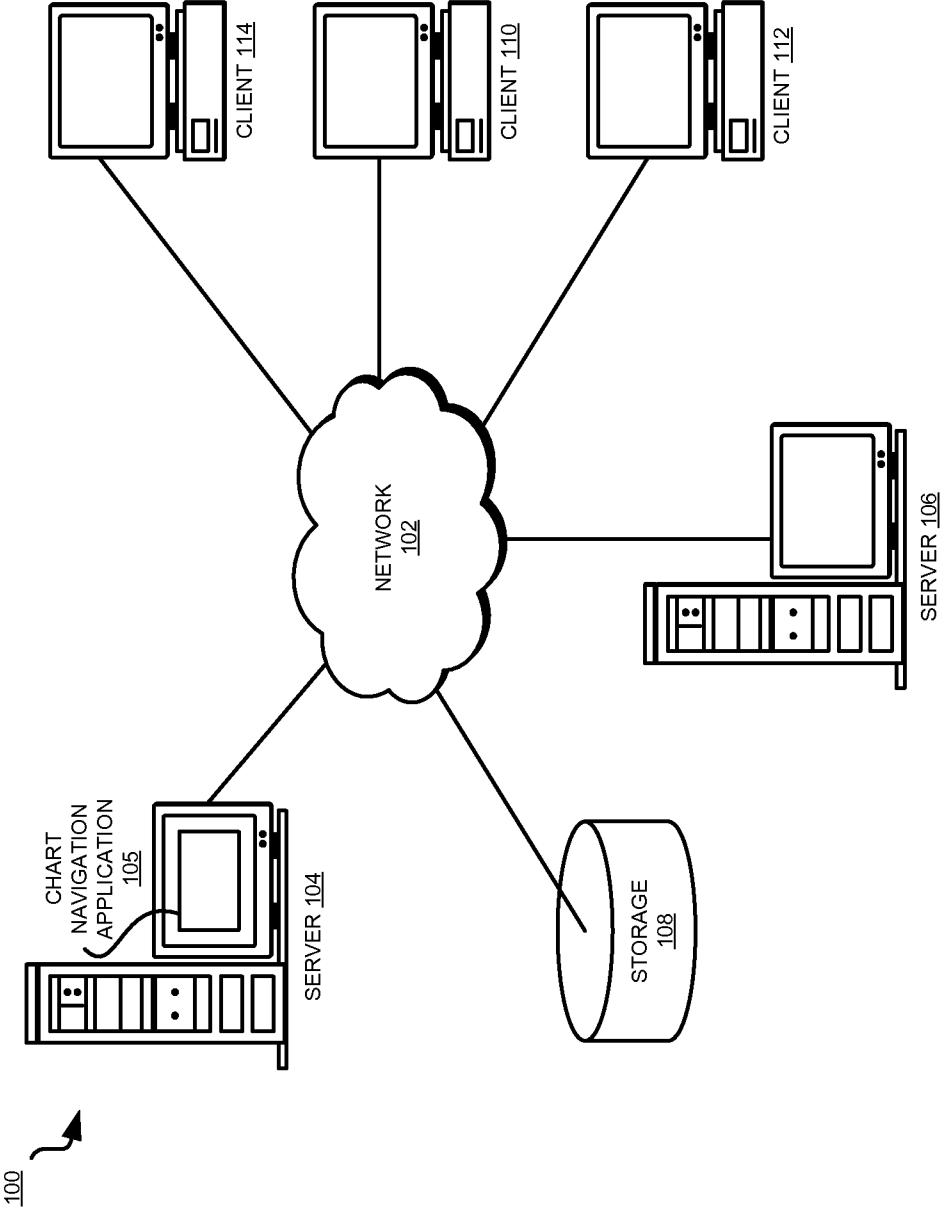 100
CHART
NAVIGATION
APPLICATION
105
SERVER 104
STORAGE
108
NETWORK
102
SERVER 106
CLIENT 114
CLIENT 110
CLIENT 112